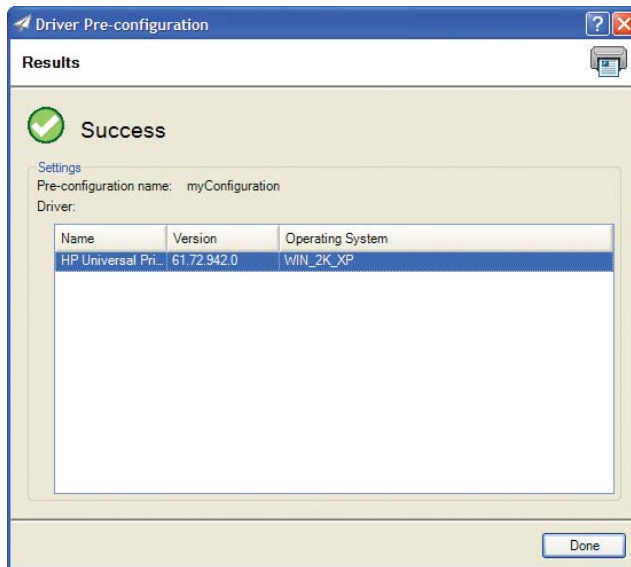 Driver Pre-configuration
Results
Success
Settings
Pre-configuration name: myConfiguration
Driver:
Name Version Operating System
HP Universal Pri... 61.72.942.0 WIN_2K_XP
Done